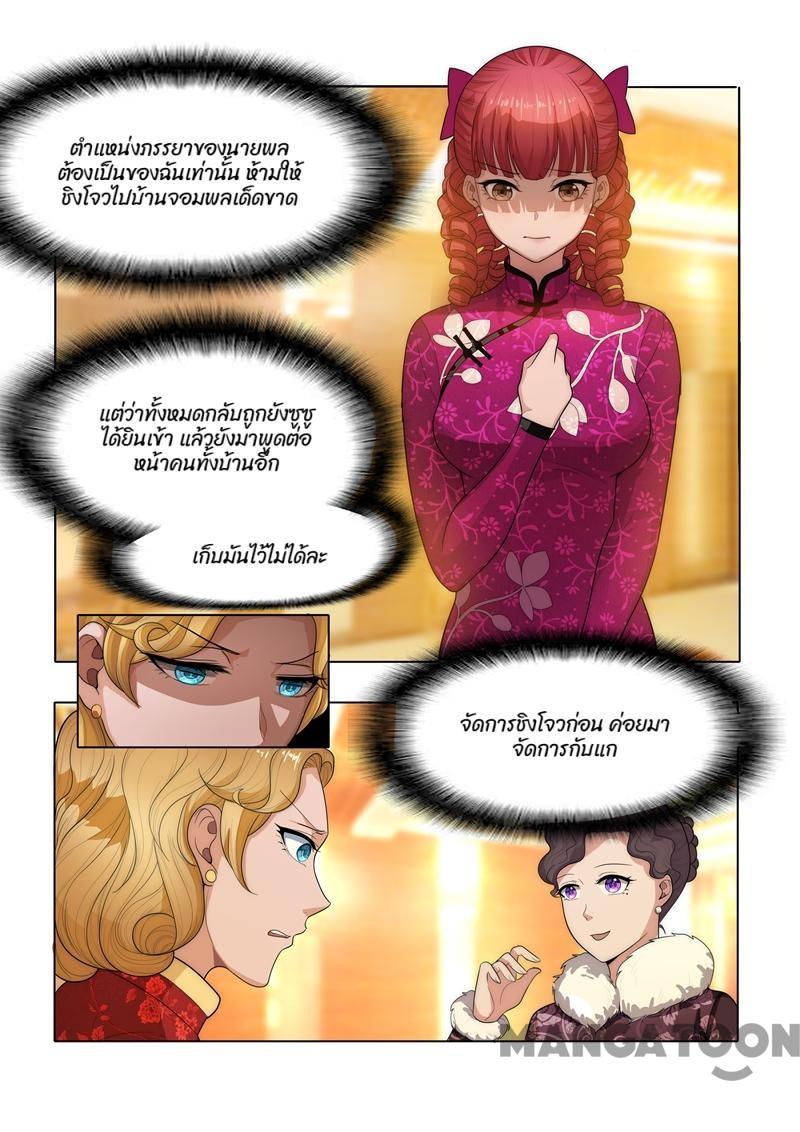 ตำแหน่งภรรยาของนายพล
ต้องเป็นของฉันเท่านั้น ห้ามให้
ชิงโจวไปบ้านจอมพลเด็ดขาด
แต่ว่าทั้งหมดกลับถูกยังซูซู
ได้ยินเข้า แล้วยังมาพูดต่อ
หน้าคนทั้งบ้านอีก
เก็บมันไว้ไม่ได้ละ
จัดการชิงโจวก่อน ค่อยมา
จัดการกับแก
MANGATOON